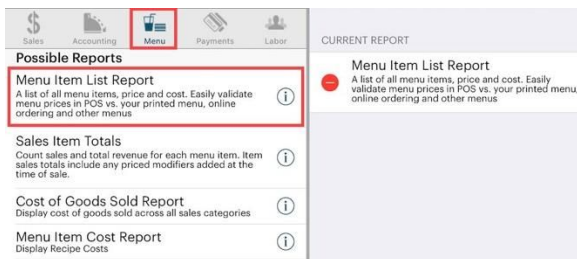 Sales Accounting Menu Payments Labor
Possible Reports
Menu Item List Report
A list of all menu items, price and cost. Easily validate
menu prices in POS vs. your printed menu, online
ordering and other menus
Sales Item Totals
Count sales and total revenue for each menu item. Item
sales totals include any priced modifiers added at the
time of sale.
Cost of Goods Sold Report
Display cost of goods sold across all sales categories
Menu Item Cost Report
Display Recipe Costs
CURRENT REPORT
Menu Item List Report
A list of all menu items, price and cost. Easily
validate menu prices in POS vs. your printed menu,
online ordering and other menus